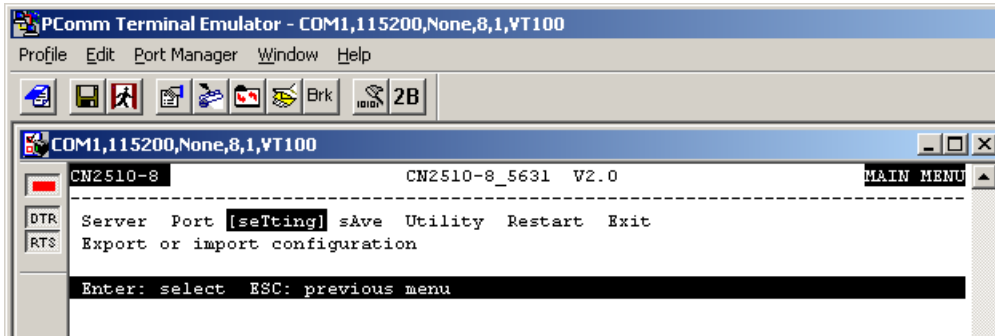 PComm Terminal Emulator - COM1,115200,None,8,1,VT100
Profile Edit Port Manager Window Help
Brk 2B
COM1,115200,None,8,1,VT100
CN2510-8 CN2510-8_5631 V2.0 MAIN MENU
--------------------------------------------------------------------------------
DTR Server Port [seTting] sAve Utility Restart Exit
RTS Export or import configuration
Enter: select ESC: previous menu